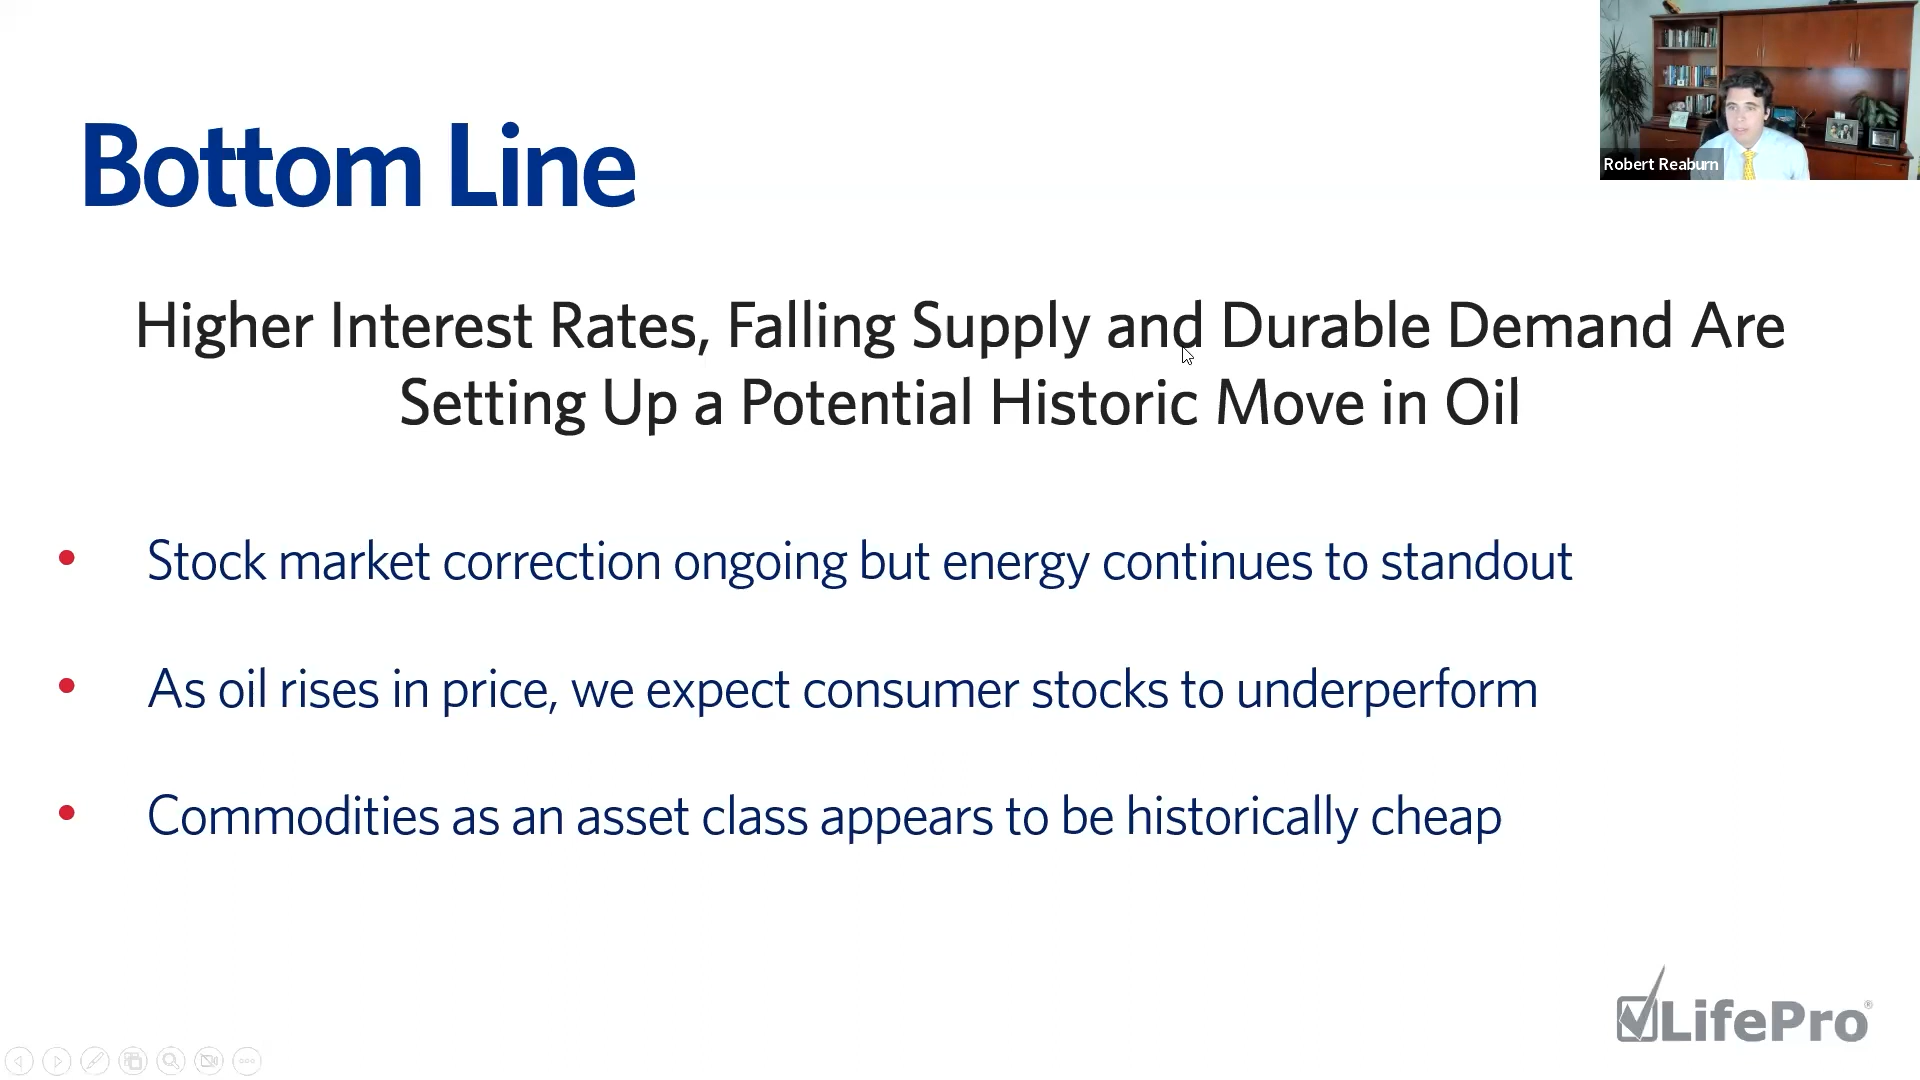 Robert Reaburn
Bottom Line
Higher Interest Rates, Falling Supply and Durable Demand Are
Setting Up a Potential Historic Move in Oil
• Stock market correction ongoing but energy continues to standout
• As oil rises in price, we expect consumer stocks to underperform
• Commodities as an asset class appears to be historically cheap
LifePro®